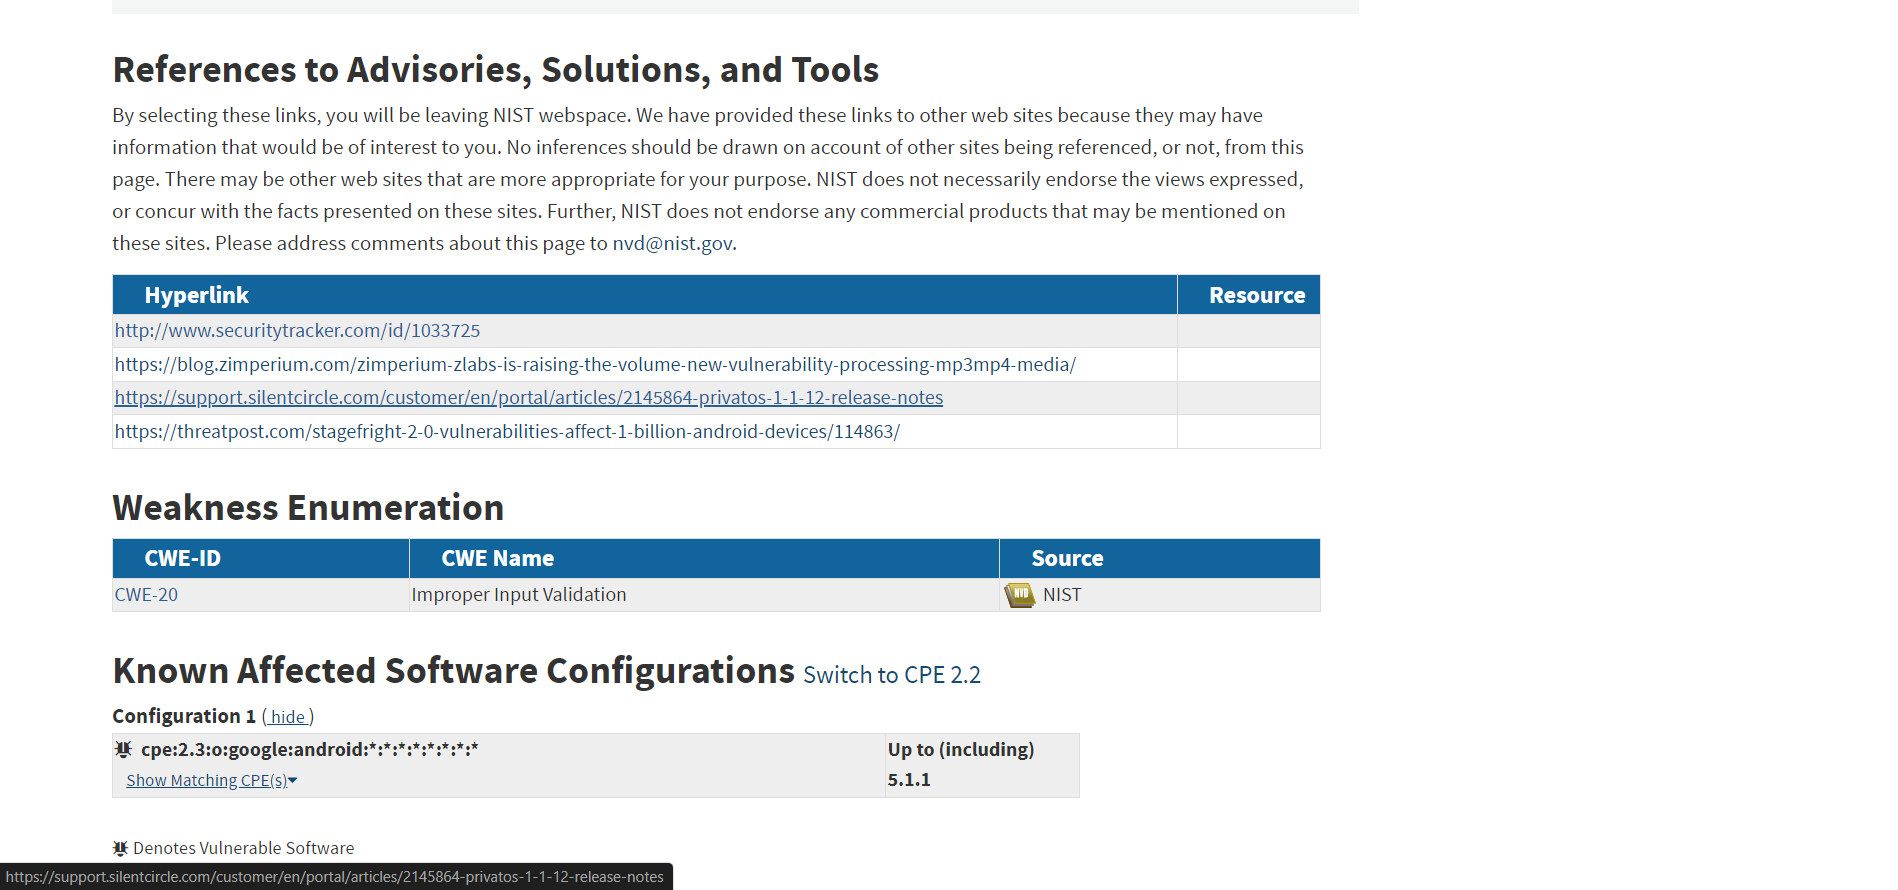 References to Advisories, Solutions, and Tools
By selecting these links, you will be leaving NIST webspace. We have provided these links to other web sites because they may have
information that would be of interest to you. No inferences should be drawn on account of other sites being referenced, or not, from this
page. There may be other web sites that are more appropriate for your purpose. NIST does not necessarily endorse the views expressed,
or concur with the facts presented on these sites. Further, NIST does not endorse any commercial products that may be mentioned on
these sites. Please address comments about this page to nvd@nist.gov.
Hyperlink Resource
http://www.securitytracker.com/id/1033725
https://blog.zimperium.com/zimperium-zlabs-is-raising-the-volume-new-vulnerability-processing-mp3mp4-media/
https://support.silentcircle.com/customer/en/portal/articles/2145864-privatos-1-1-12-release-notes
https://threatpost.com/stagefright-2-0-vulnerabilities-affect-1-billion-android-devices/114863/
Weakness Enumeration
CWE-ID CWE Name Source
CWE-20 Improper Input Validation NVD NIST
Known Affected Software Configurations Switch to CPE 2.2
Configuration 1 ( hide )
cpe:2.3:o:google:android:*:*:*:*:*:*:*:* Up to (including)
Show Matching CPE(s) 5.1.1
Denotes Vulnerable Software
https://support.silentcircle.com/customer/en/portal/articles/2145864-privatos-1-1-12-release-notes